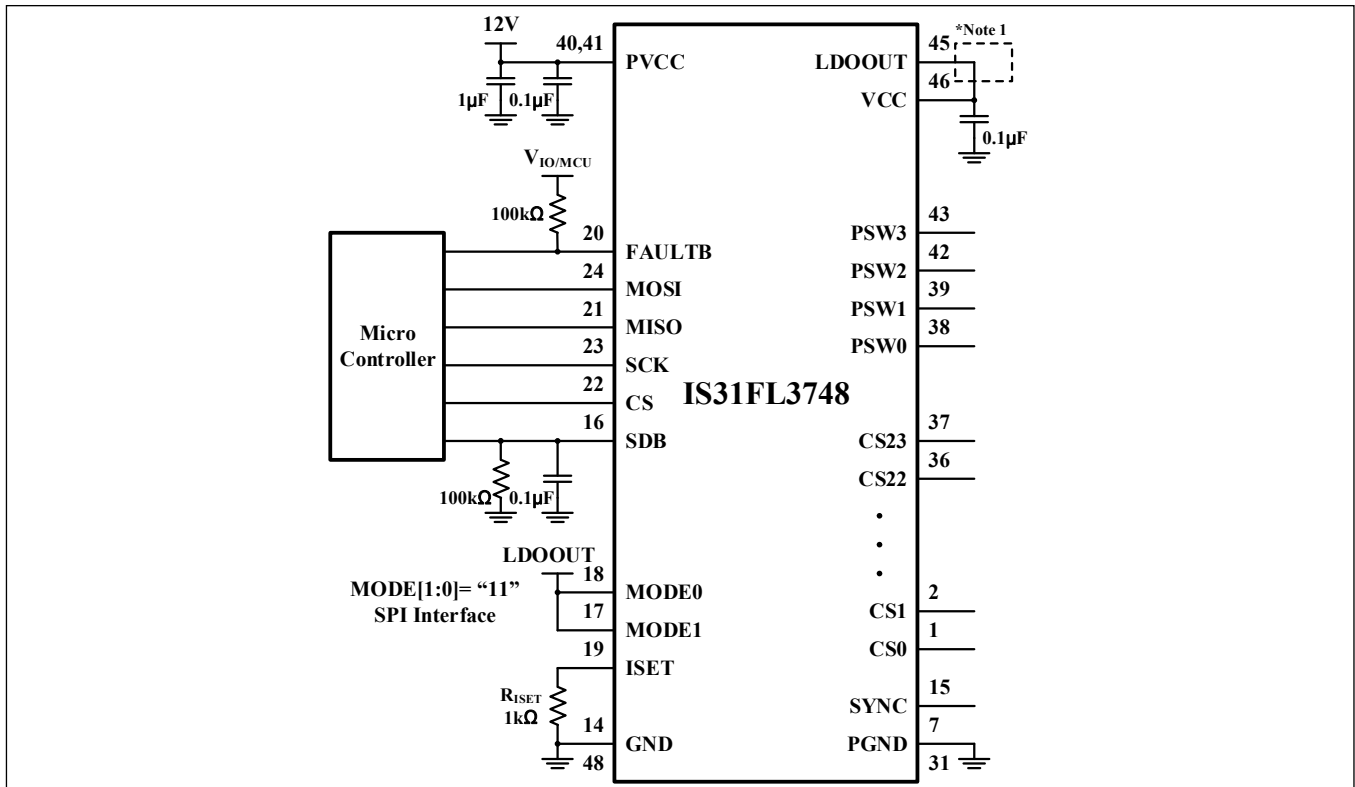 12V
40,41
PVCC
1μF
0.1μF
V_IO/MCU
100kΩ
20
FAULTB
24
MOSI
21
MISO
23
SCK
22
CS
16
SDB
Micro
Controller
100kΩ
0.1μF
LDOOUT
MODE[1:0]= “11”
SPI Interface
18
MODE0
17
MODE1
19
ISET
R_ISET
1kΩ
14
GND
48
IS31FL3748
*Note 1
45
LDOOUT
46
VCC
0.1μF
43
PSW3
42
PSW2
39
PSW1
38
PSW0
37
CS23
36
CS22
2
CS1
1
CS0
15
SYNC
7
PGND
31